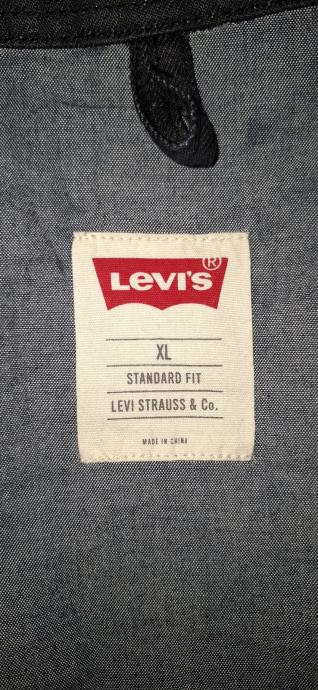 LEVI'S®
XL
STANDARD FIT
LEVI STRAUSS & Co.
MADE IN CHINA